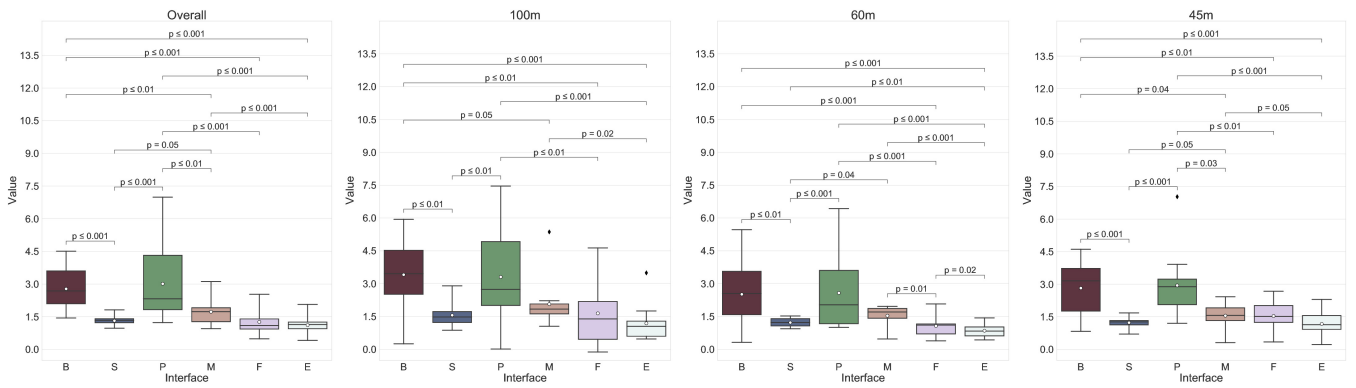 Overall
p ≤ 0.001
p ≤ 0.001
p ≤ 0.001
p ≤ 0.01
p ≤ 0.001
p ≤ 0.001
p = 0.05
p ≤ 0.01
p ≤ 0.001
p ≤ 0.001
13.5
12.0
10.5
9.0
7.5
6.0
4.5
3.0
1.5
0.0
Value
B S P M F E
Interface
100m
p ≤ 0.001
p ≤ 0.01
p ≤ 0.001
p = 0.05
p = 0.02
p ≤ 0.01
p ≤ 0.01
p ≤ 0.01
13.5
12.0
10.5
9.0
7.5
6.0
4.5
3.0
1.5
0.0
Value
B S P M F E
Interface
60m
p ≤ 0.001
p ≤ 0.01
p ≤ 0.001
p ≤ 0.001
p ≤ 0.001
p ≤ 0.001
p = 0.04
p ≤ 0.001
p ≤ 0.01
p = 0.02
p = 0.01
13.5
12.0
10.5
9.0
7.5
6.0
4.5
3.0
1.5
0.0
Value
B S P M F E
Interface
45m
p ≤ 0.001
p ≤ 0.01
p ≤ 0.001
p = 0.04
p = 0.05
p ≤ 0.01
p = 0.05
p = 0.03
p ≤ 0.001
p ≤ 0.001
13.5
12.0
10.5
9.0
7.5
6.0
4.5
3.0
1.5
0.0
Value
B S P M F E
Interface